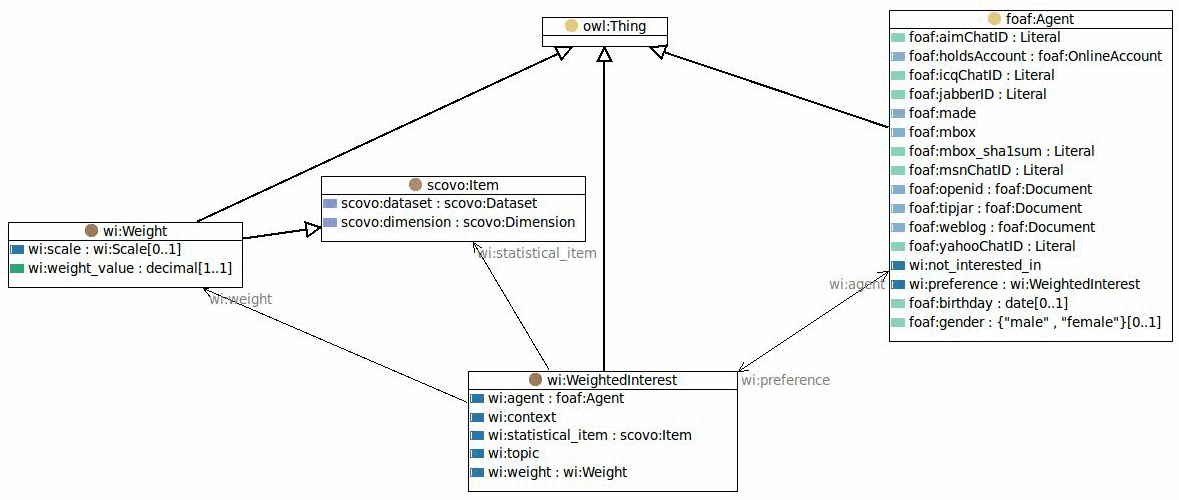 owl:Thing
foaf:Agent
foaf:aimChatID : Literal
foaf:holdsAccount : foaf:OnlineAccount
foaf:icqChatID : Literal
foaf:jabberID : Literal
foaf:made
foaf:mbox
foaf:mbox_sha1sum : Literal
foaf:msnChatID : Literal
foaf:openid : foaf:Document
foaf:tipjar : foaf:Document
foaf:weblog : foaf:Document
foaf:yahooChatID : Literal
wi:not_interested_in
wi:preference : wi:WeightedInterest
foaf:birthday : date[0..1]
foaf:gender : {"male" , "female"}[0..1]
scovo:Item
scovo:dataset : scovo:Dataset
scovo:dimension : scovo:Dimension
wi:Weight
wi:scale : wi:Scale[0..1]
wi:weight_value : decimal[1..1]
wi:statistical_item
wi:agent
wi:weight
wi:preference
wi:WeightedInterest
wi:agent : foaf:Agent
wi:context
wi:statistical_item : scovo:Item
wi:topic
wi:weight : wi:Weight